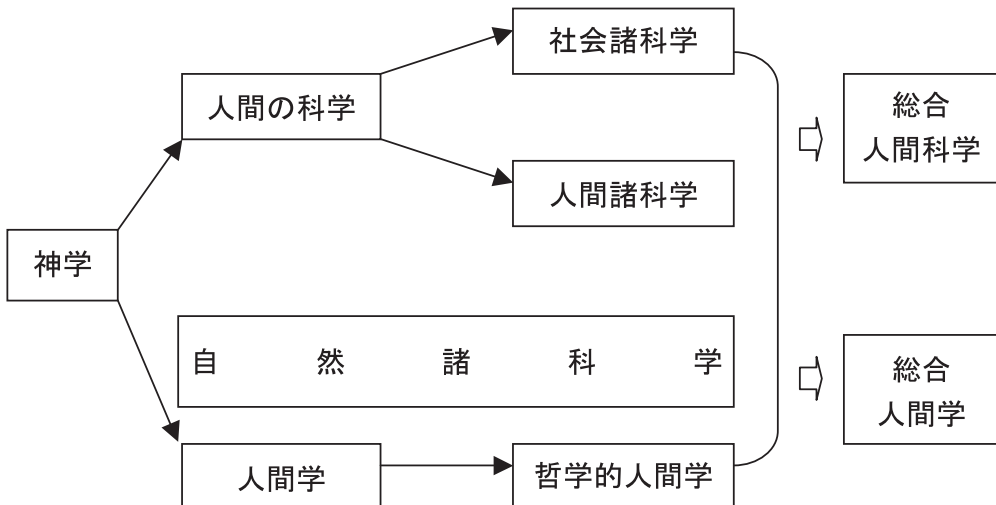 社会諸科学
人間の科学
総合
人間科学
人間諸科学
神学
自然諸科学
総合
人間学
人間学
哲学的人間学